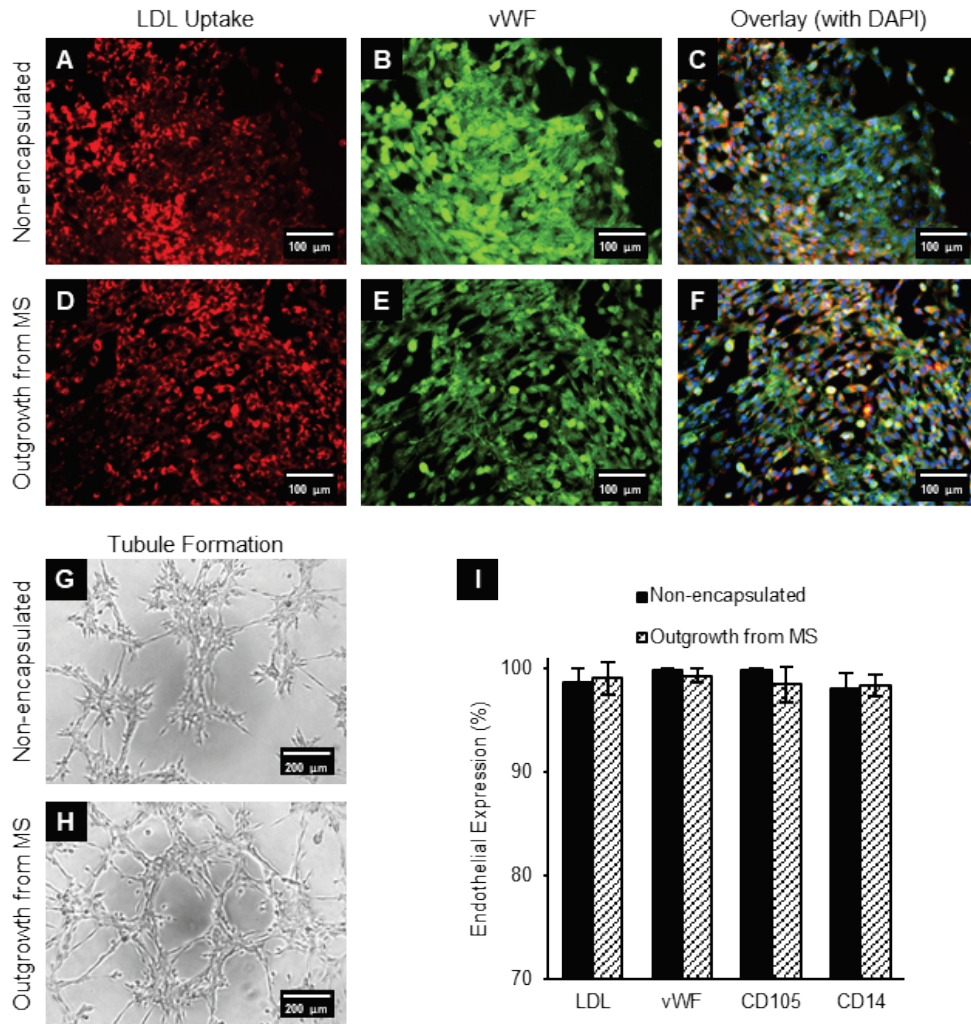 LDL Uptake
vWF
Overlay (with DAPI)
Non-encapsulated
A
B
C
100 μm
100 μm
100 μm
Outgrowth from MS
D
E
F
100 μm
100 μm
100 μm
Tubule Formation
Non-encapsulated
G
200 μm
Outgrowth from MS
H
200 μm
I
Non-encapsulated
Outgrowth from MS
Endothelial Expression (%)
100
90
80
70
LDL
vWF
CD105
CD14